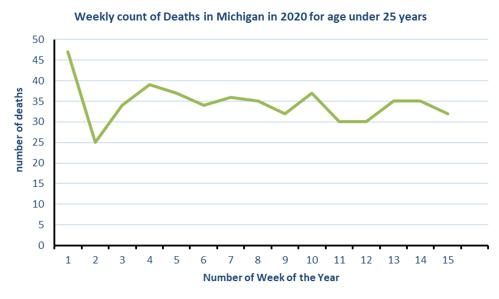 Weekly count of Deaths in Michigan in 2020 for age under 25 years
number of deaths
50
45
40
35
30
25
20
15
10
5
0
1 2 3 4 5 6 7 8 9 10 11 12 13 14 15
Number of Week of the Year